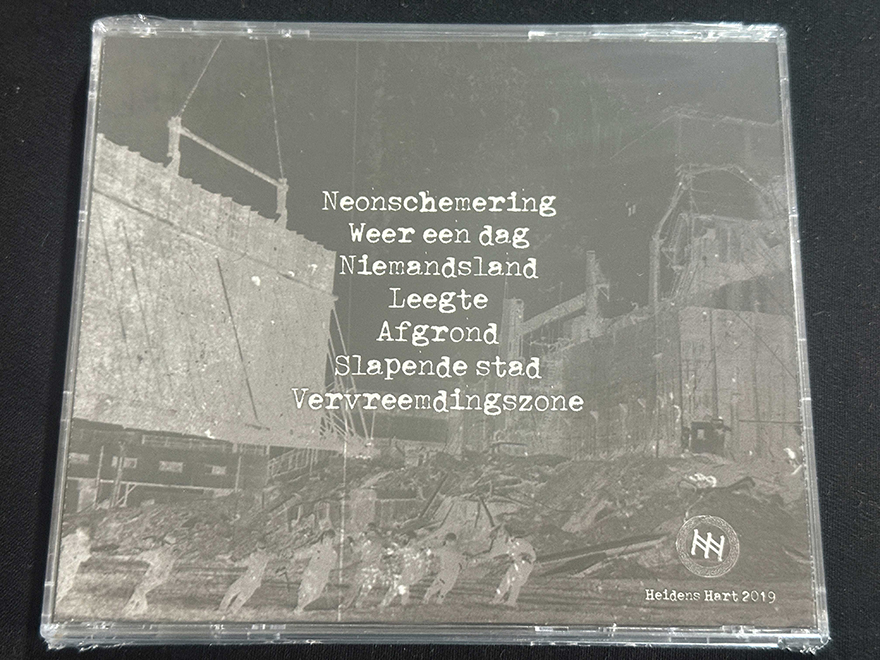 Neonschemering
Weer een dag
Niemandsland
Leegte
Afgrond
Slapende stad
Vervreemdingszone
Heidens Hart 2019